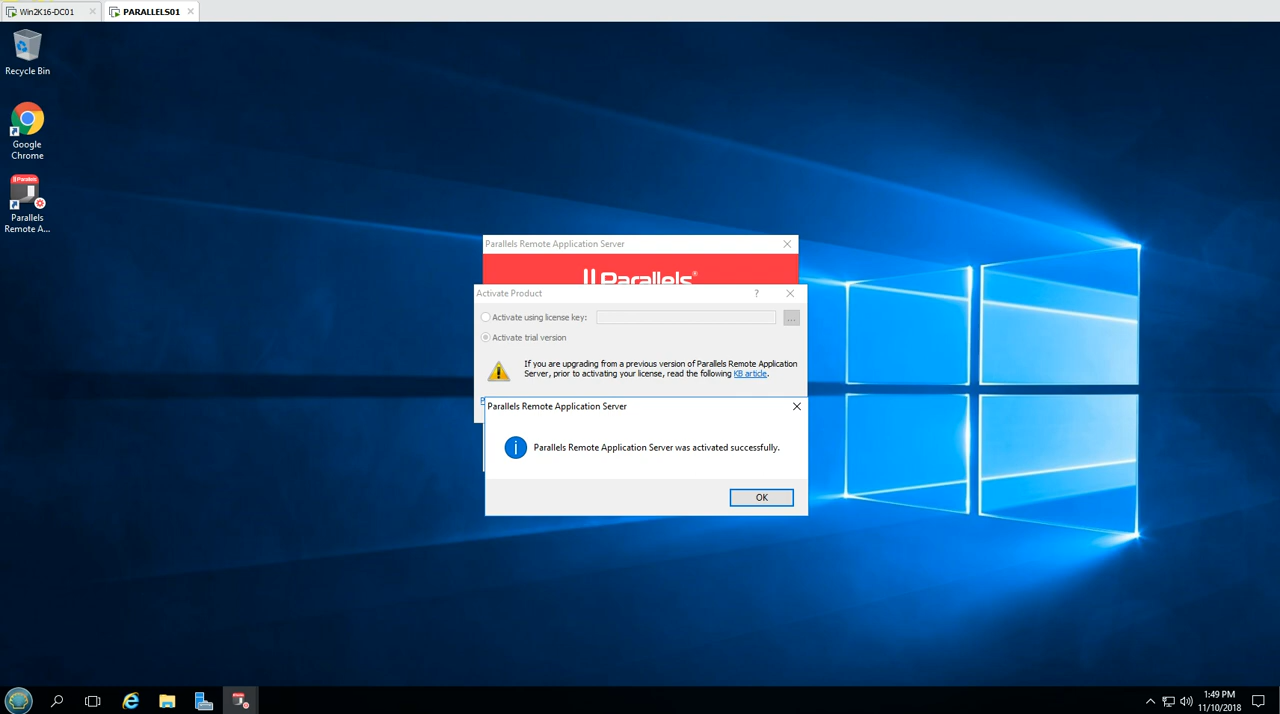 Win2K16-DC01
PARALLELS01
Recycle Bin
Google
Chrome
Parallels
Parallels
Remote A...
Parallels Remote Application Server
Parallels®
Activate Product
?
Activate using license key:
...
Activate trial version
If you are upgrading from a previous version of Parallels Remote Application
Server, prior to activating your license, read the following KB article.
Parallels Remote Application Server
Parallels Remote Application Server was activated successfully.
OK
1:49 PM
11/10/2018